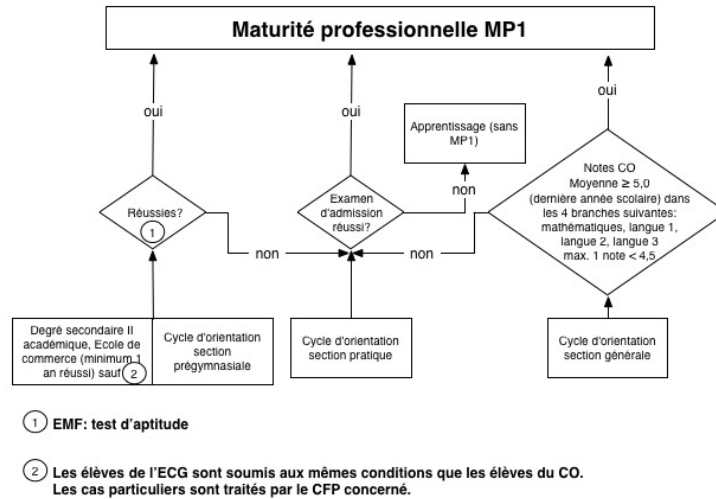 Maturité professionnelle MP1
oui
oui
oui
Apprentissage (sans
MP1)
non
Notes CO
Moyenne ≥ 5,0
(dernière année scolaire) dans
les 4 branches suivantes:
mathématiques, langue 1,
langue 2, langue 3
max. 1 note < 4,5
Réussies?
1
Examen
d'admission
réussi?
non
non
Degré secondaire II
académique, Ecole de
commerce (minimum 1
an réussi) sauf 2
Cycle d'orientation
section
prégymnasiale
Cycle d'orientation
section pratique
Cycle d'orientation
section générale
1 EMF: test d'aptitude
2 Les élèves de l'ECG sont soumis aux mêmes conditions que les élèves du CO.
Les cas particuliers sont traités par le CFP concerné.